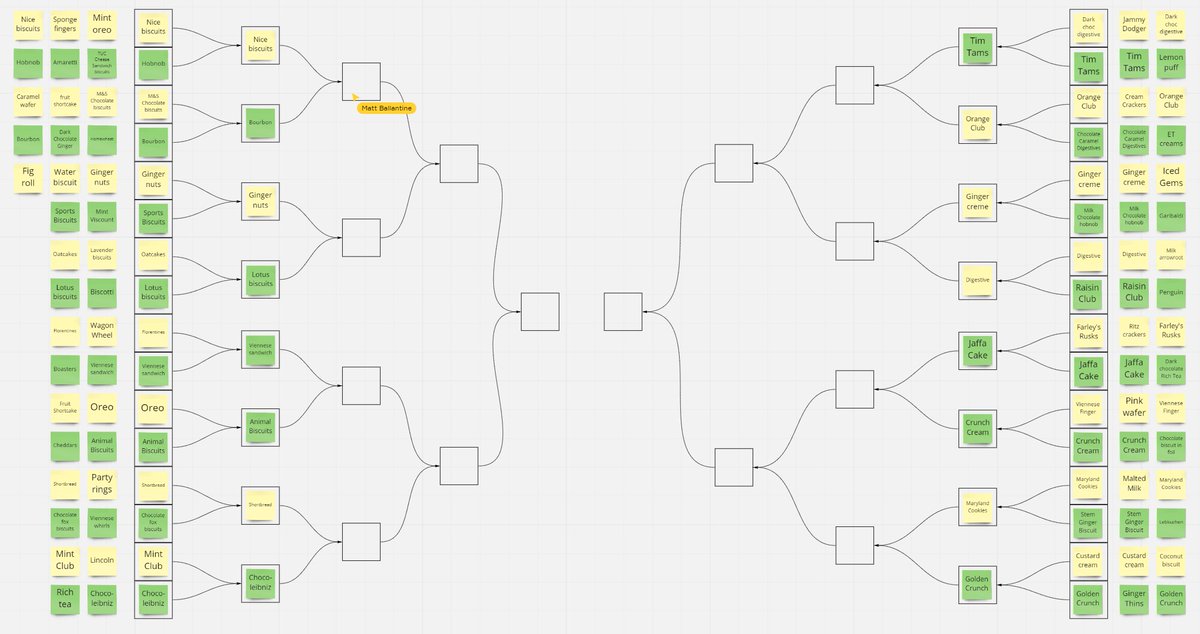 Nice biscuits
Sponge fingers
Mint oreo
Nice biscuits
Hobnob
Amaretti
TUC Cheese Sandwich biscuits
Hobnob
Caramel wafer
fruit shortcake
M&S Chocolate biscuits
M&S Chocolate biscuits
Bourbon
Dark Chocolate Ginger
Bourbon
Fig roll
Water biscuit
Ginger nuts
Ginger nuts
Sports Biscuits
Mint Viscount
Sports Biscuits
Oatcakes
Lavender biscuits
Oatcakes
Lotus biscuits
Biscotti
Lotus biscuits
Florentines
Wagon Wheel
Florentines
Boasters
Viennese sandwich
Viennese sandwich
Fruit Shortcake
Oreo
Oreo
Cheddars
Animal Biscuits
Animal Biscuits
Shortbread
Party rings
Shortbread
Chocolate fox biscuits
Viennese whirls
Chocolate fox biscuits
Mint Club
Lincoln
Mint Club
Rich tea
Choco-leibniz
Choco-leibniz
Nice biscuits
Bourbon
Ginger nuts
Lotus biscuits
Viennese sandwich
Animal Biscuits
Shortbread
Choco-leibniz
Matt Ballantine
Tim Tams
Orange Club
Ginger creme
Digestive
Jaffa Cake
Crunch Cream
Maryland Cookies
Golden Crunch
Dark choc digestive
Jammy Dodger
Dark choc digestive
Tim Tams
Tim Tams
Lemon puff
Orange Club
Cream Crackers
Orange Club
Chocolate Caramel Digestives
Chocolate Caramel Digestives
ET creams
Ginger creme
Ginger creme
Iced Gems
Milk Chocolate hobnob
Milk Chocolate hobnob
Garibaldi
Digestive
Digestive
Milk arrowroot
Raisin Club
Raisin Club
Penguin
Farley's Rusks
Ritz crackers
Farley's Rusks
Jaffa Cake
Jaffa Cake
Dark chocolate Rich Tea
Viennese Finger
Pink wafer
Viennese Finger
Crunch Cream
Crunch Cream
Chocolate biscuit in foil
Maryland Cookies
Malted Milk
Maryland Cookies
Stem Ginger Biscuit
Stem Ginger Biscuit
Lebkuchen
Custard cream
Custard cream
Coconut biscuit
Golden Crunch
Ginger Thins
Golden Crunch